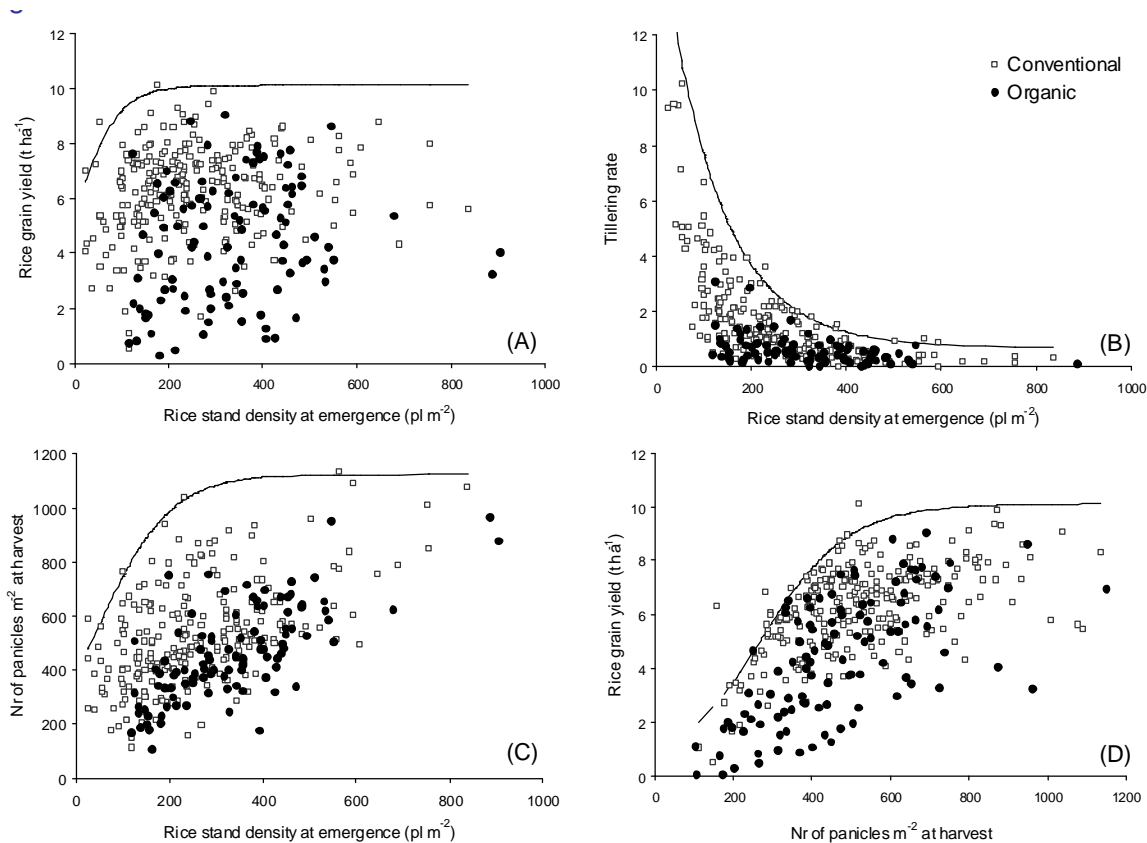 12
10
8
6
4
2
0
Rice grain yield (t ha-1)
0 200 400 600 800 1000
Rice stand density at emergence (pl m-2)
(A)
12
10
8
6
4
2
0
Tillering rate
Conventional
Organic
0 200 400 600 800 1000
Rice stand density at emergence (pl m-2)
(B)
1200
1000
800
600
400
200
0
Nr of panicles m-2 at harvest
0 200 400 600 800 1000
Rice stand density at emergence (pl m-2)
(C)
12
10
8
6
4
2
0
Rice grain yield (t ha-1)
0 200 400 600 800 1000 1200
Nr of panicles m-2 at harvest
(D)